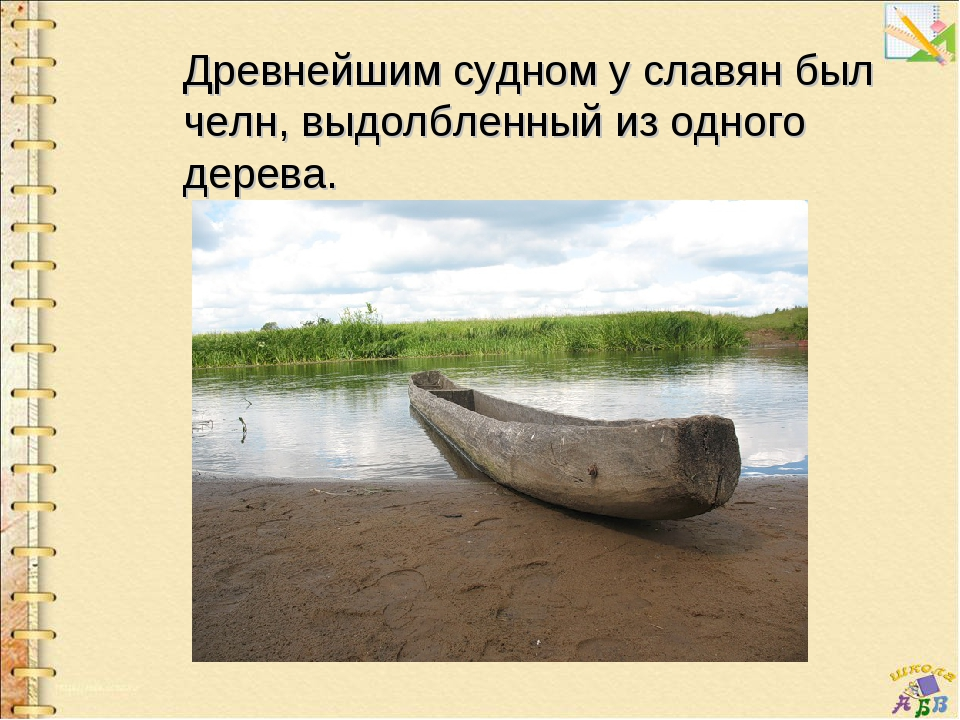 Древнейшим судном у славян был
челн, выдолбленный из одного
дерева.
школа
А Б В